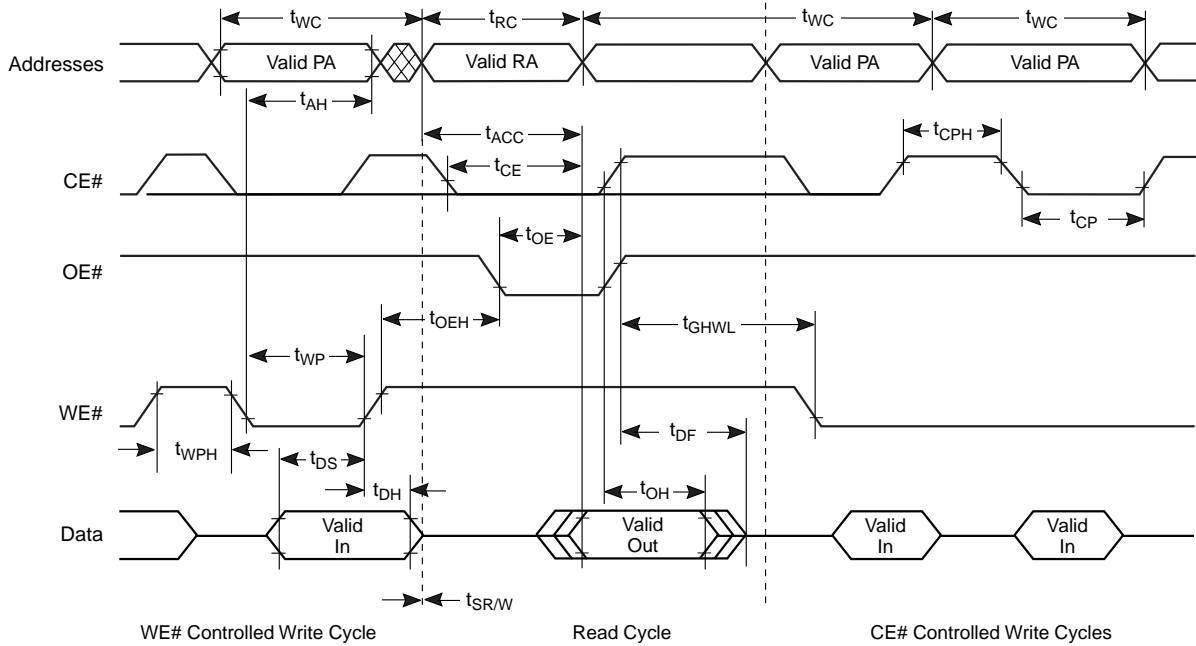 tWC tRC tWC tWC
Addresses Valid PA Valid RA Valid PA Valid PA
tAH
tACC tCPH
tCE
CE#
tCP
tOE
OE#
tOEH tGHWL
tWP
WE#
tWPH tDS tDF
tDH tOH
Data Valid In Valid Out Valid In Valid In
tSR/W
WE# Controlled Write Cycle Read Cycle CE# Controlled Write Cycles